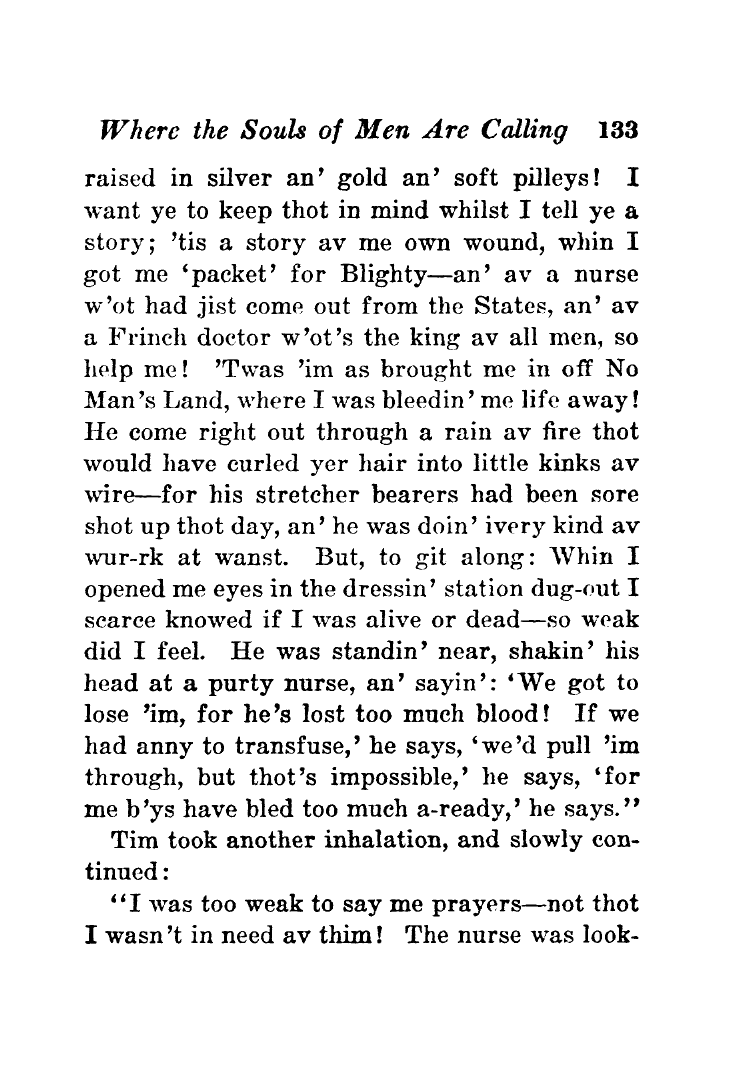 Where the Souls of Men Are Calling 133
raised in silver an' gold an' soft pilleys! I
want ye to keep thot in mind whilst I tell ye a
story; 'tis a story av me own wound, whin I
got me 'packet' for Blighty—an' av a nurse
w'ot had jist come out from the States, an' av
a Frinch doctor w'ot's the king av all men, so
help me! 'Twas 'im as brought me in off No
Man's Land, where I was bleedin' me life away!
He come right out through a rain av fire thot
would have curled yer hair into little kinks av
wire—for his stretcher bearers had been sore
shot up thot day, an' he was doin' ivery kind av
wur-rk at wanst. But, to git along: Whin I
opened me eyes in the dressin' station dug-out I
scarce knowed if I was alive or dead—so weak
did I feel. He was standin' near, shakin' his
head at a purty nurse, an' sayin': 'We got to
lose 'im, for he's lost too much blood! If we
had anny to transfuse,' he says, 'we'd pull 'im
through, but thot's impossible,' he says, 'for
me b'ys have bled too much a-ready,' he says."
Tim took another inhalation, and slowly con-
tinued:
"I was too weak to say me prayers—not thot
I wasn't in need av thim! The nurse was look-